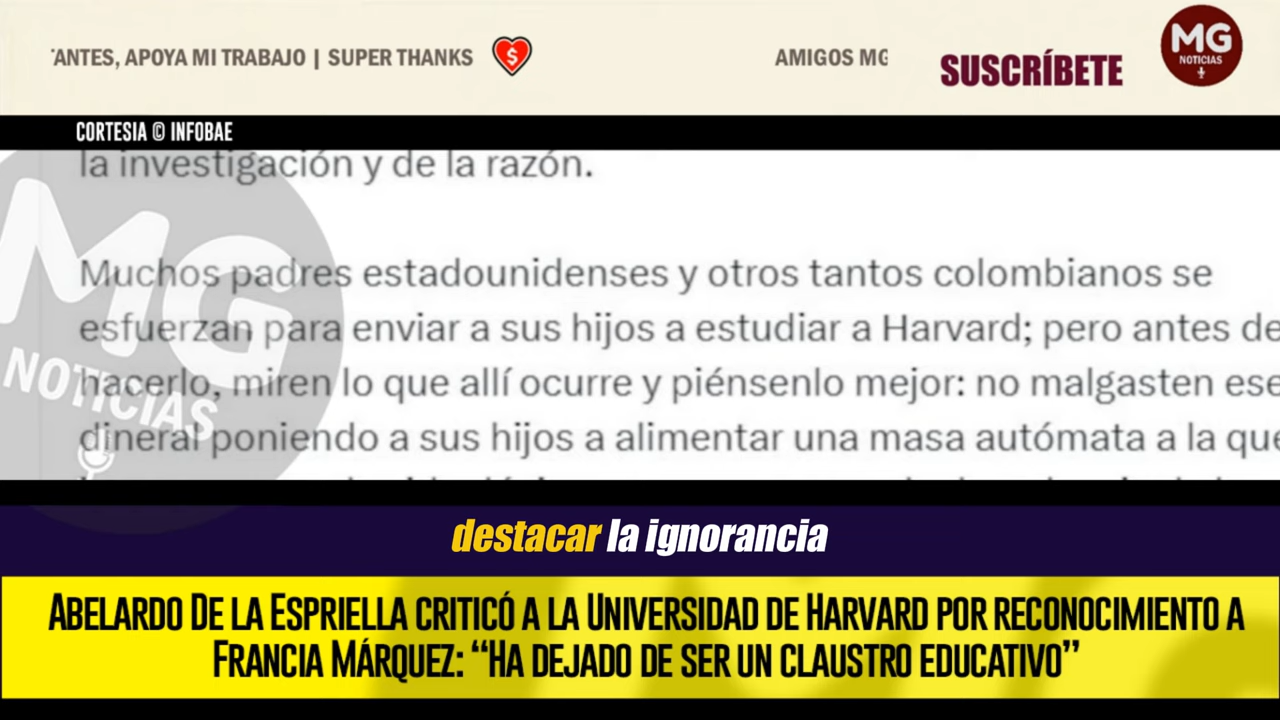 TANTES, APOYA MI TRABAJO | SUPER THANKS
$
AMIGOS MG
SUSCRÍBETE
MG
NOTICIAS
CORTESIA © INFOBAE
la investigación y de la razón.
Muchos padres estadounidenses y otros tantos colombianos se
esfuerzan para enviar a sus hijos a estudiar a Harvard; pero antes de
hacerlo, miren lo que allí ocurre y piénsenlo mejor: no malgasten ese
dineral poniendo a sus hijos a alimentar una masa autómata a la que
MG
NOTICIAS
destacar la ignorancia
ABELARDO DE LA ESPRIELLA CRITICÓ A LA UNIVERSIDAD DE HARVARD POR RECONOCIMIENTO A
FRANCIA MÁRQUEZ: “HA DEJADO DE SER UN CLAUSTRO EDUCATIVO”